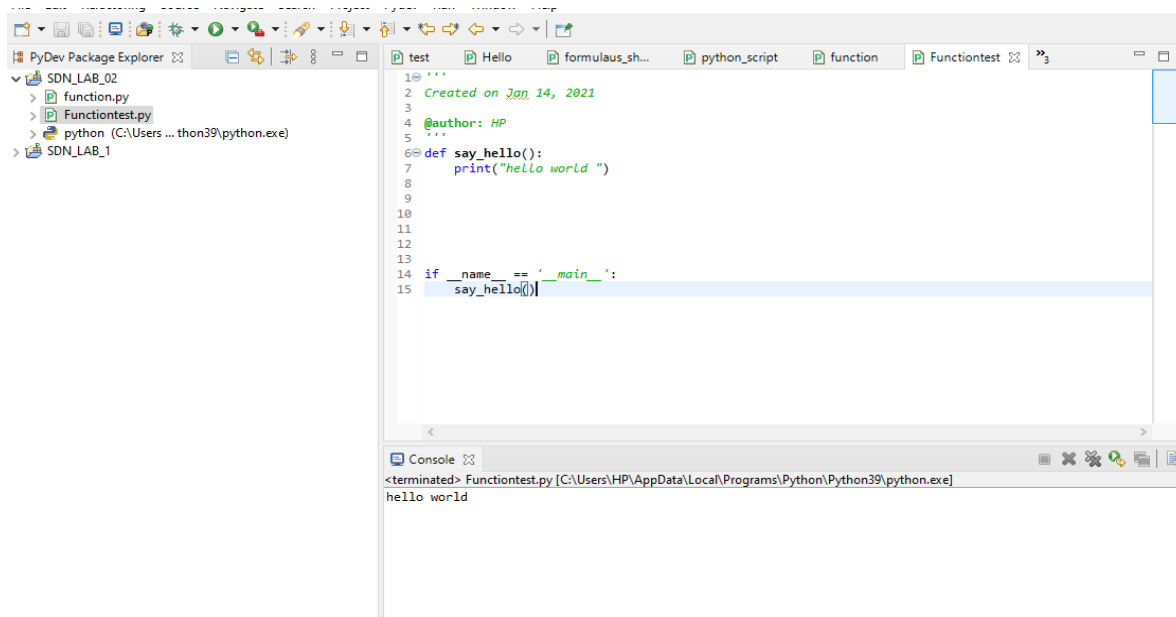 PyDev Package Explorer
SDN_LAB_02
function.py
Functiontest.py
python (C:\Users ... thon39\python.exe)
SDN_LAB_1
test Hello formulaus_sh... python_script function Functiontest »3
1 '''
2 Created on Jan 14, 2021
3
4 @author: HP
5 '''
6 def say_hello():
7 print("hello world ")
8
9
10
11
12
13
14 if __name__ == '__main__':
15 say_hello()
Console
<terminated> Functiontest.py [C:\Users\HP\AppData\Local\Programs\Python\Python39\python.exe]
hello world